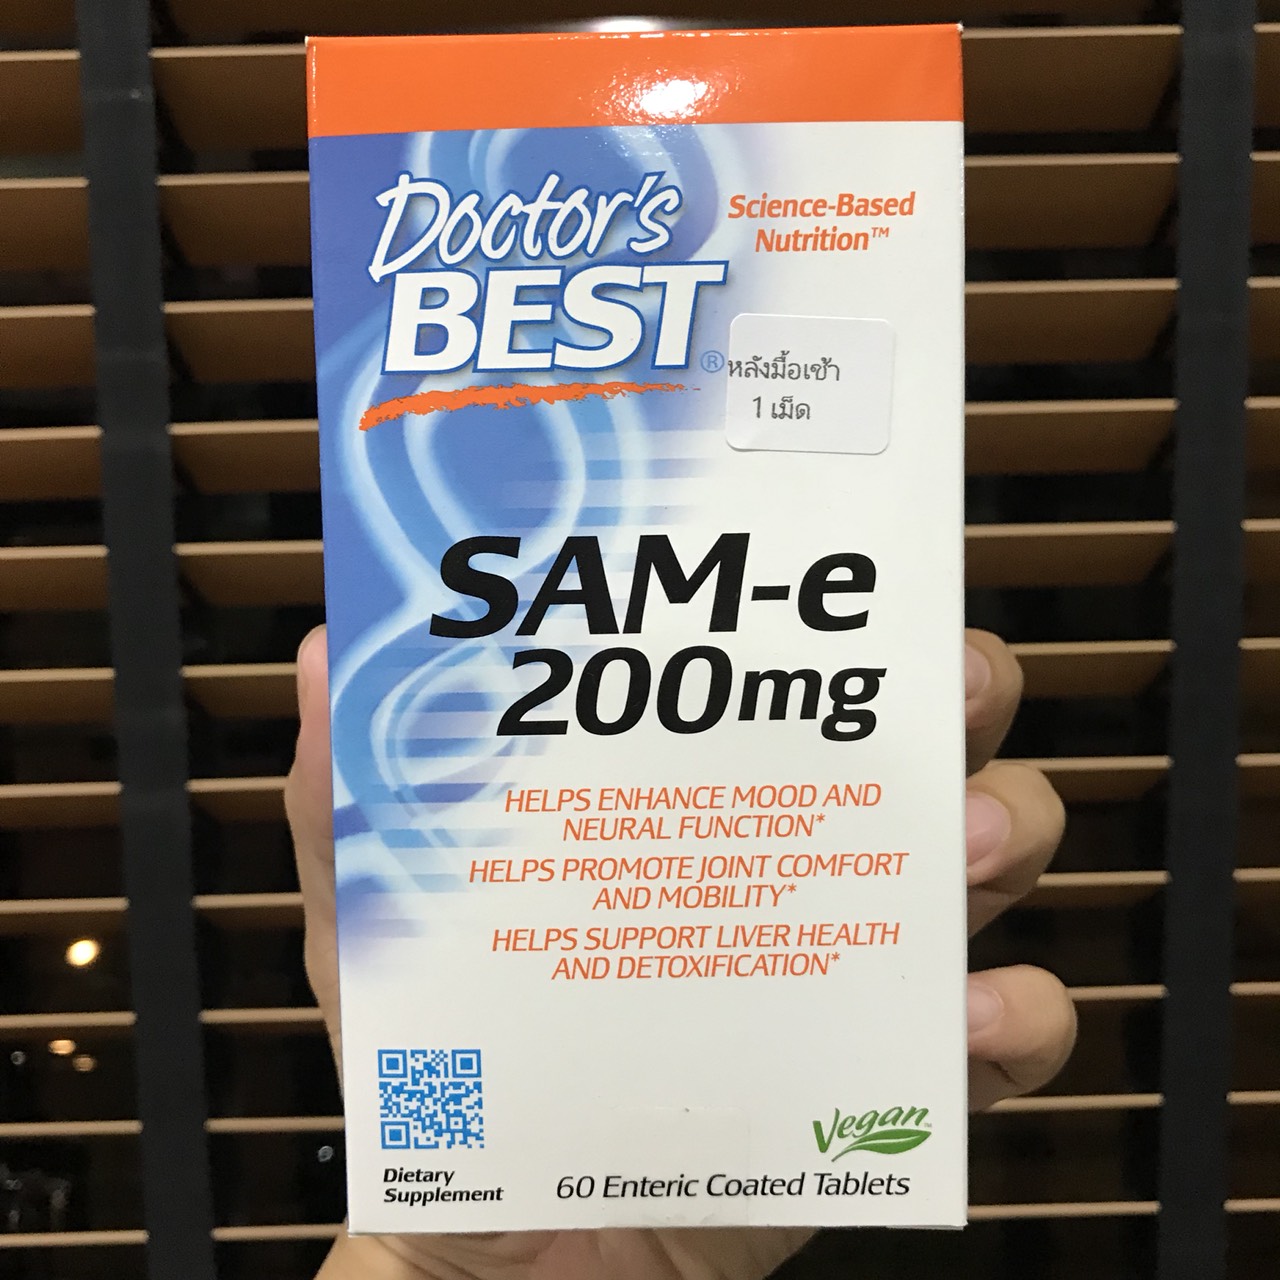 Doctor's
BEST®
Science-Based
Nutrition™
หลังมื้อเช้า
1 เม็ด
SAM-e
200mg
HELPS ENHANCE MOOD AND
NEURAL FUNCTION*
HELPS PROMOTE JOINT COMFORT
AND MOBILITY*
HELPS SUPPORT LIVER HEALTH
AND DETOXIFICATION*
Vegan™
Dietary
Supplement
60 Enteric Coated Tablets